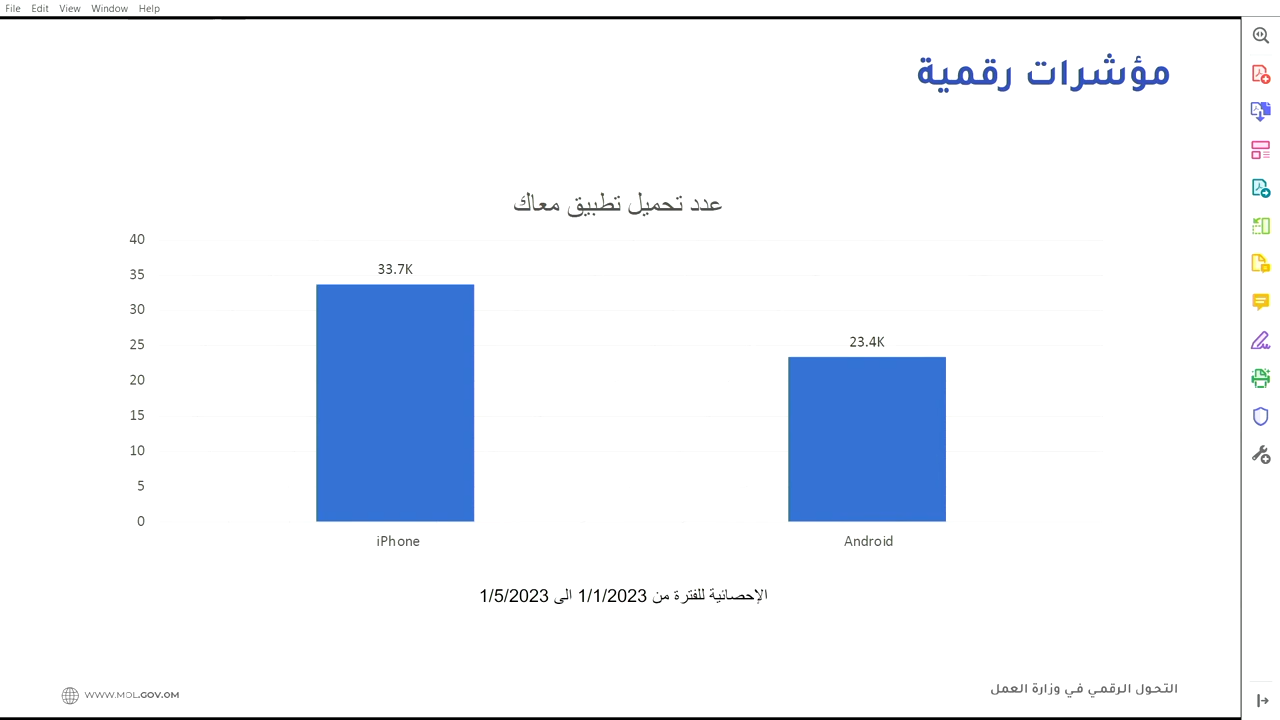 File Edit View Window Help
مؤشرات رقمية
عدد تحميل تطبيق معاك
40
35
30
25
20
15
10
5
0
33.7K
23.4K
iPhone
Android
الإحصائية للفترة من 1/1/2023 الى 1/5/2023
WWW.MOL.GOV.OM
التحول الرقمي في وزارة العمل